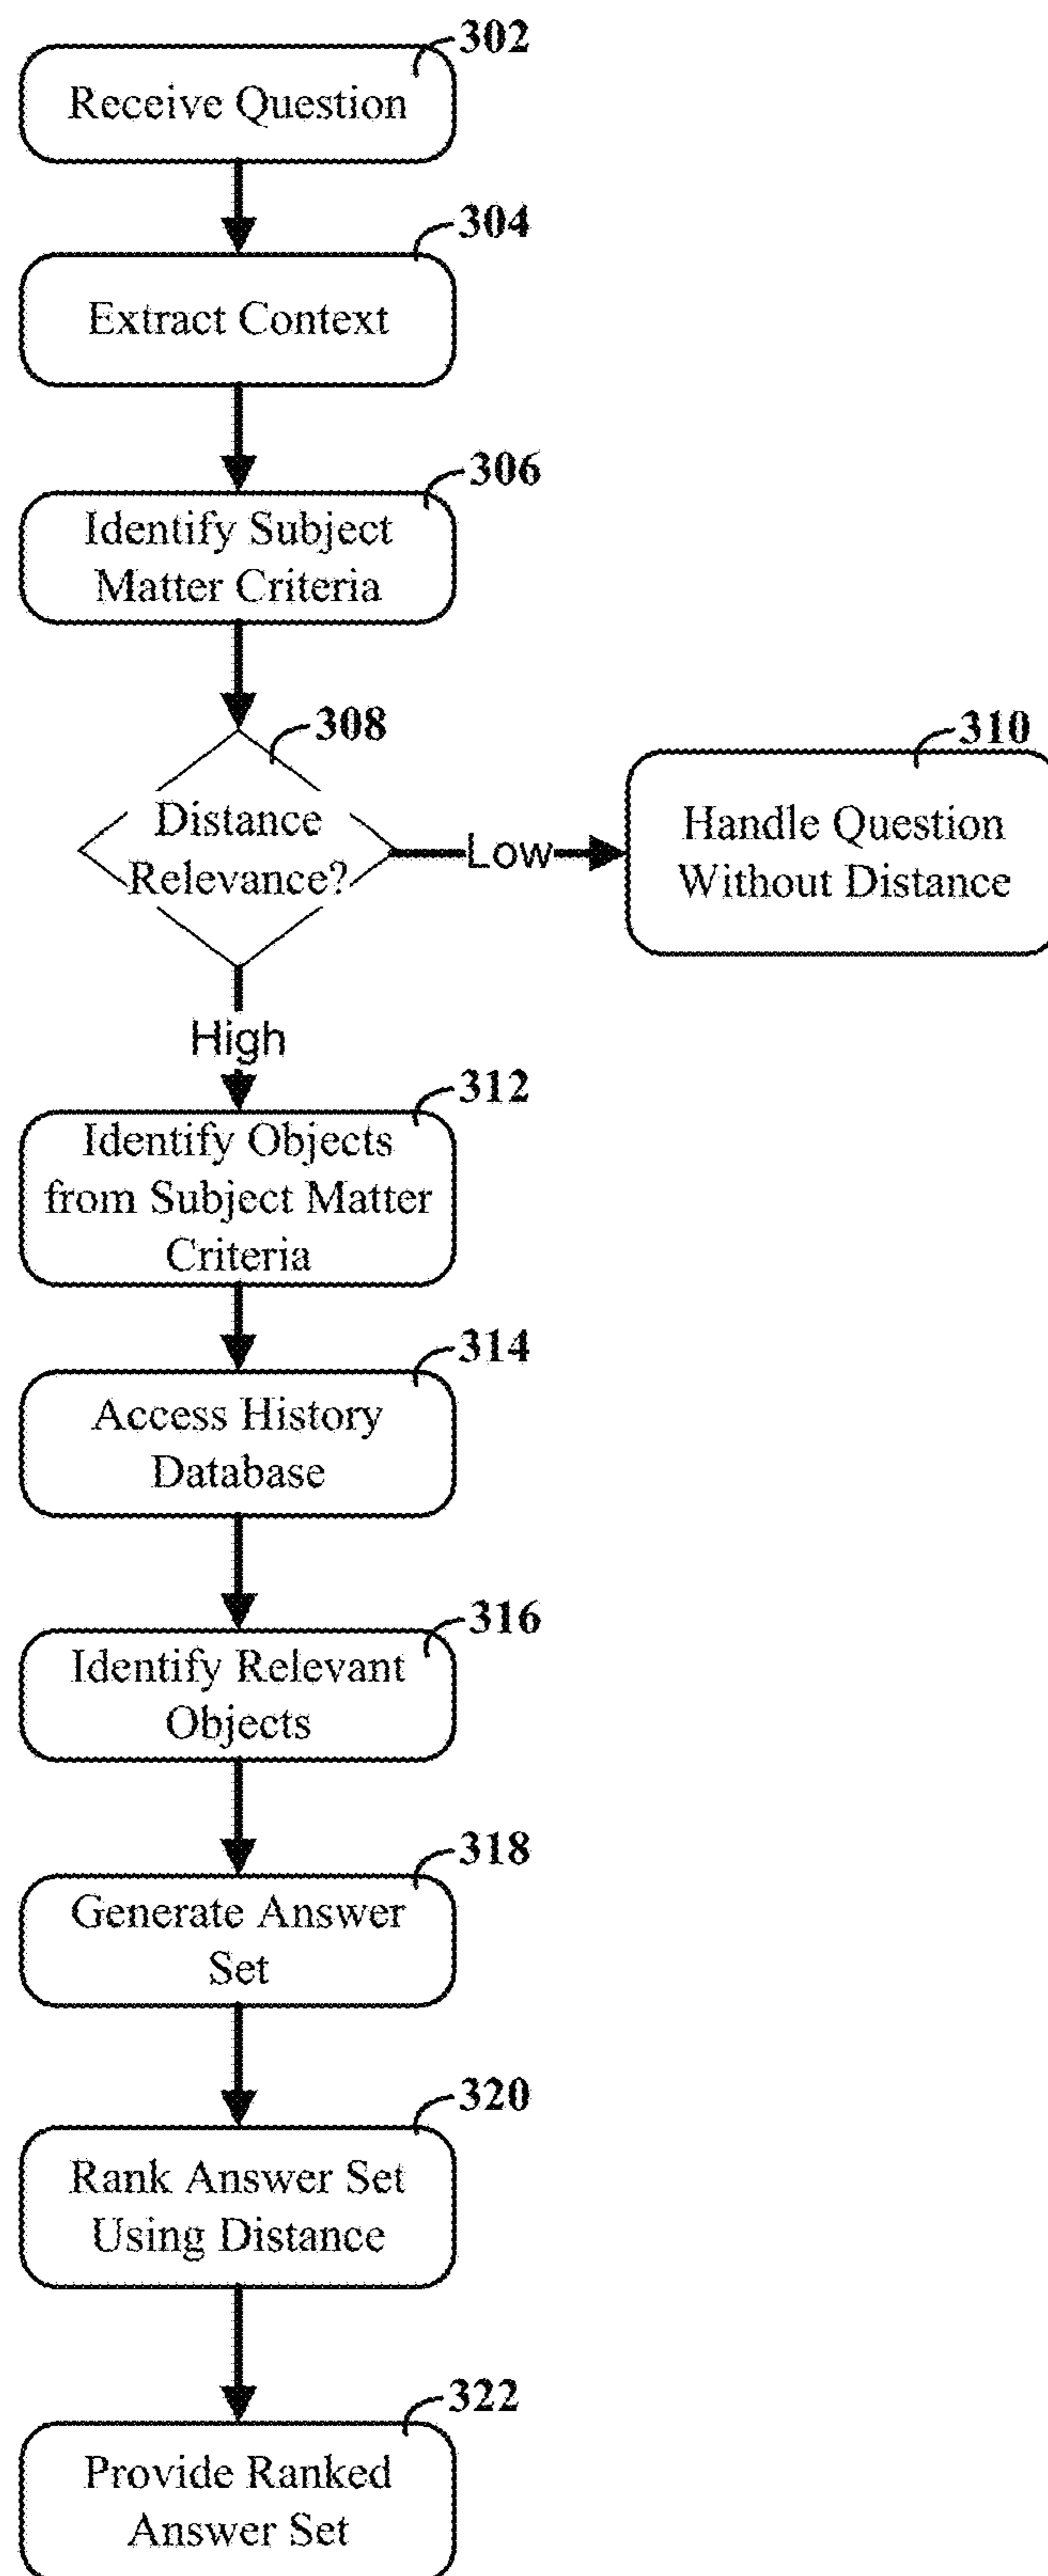 302
Receive Question
304
Extract Context
306
Identify Subject
Matter Criteria
308
Distance
Relevance?
Low
310
Handle Question
Without Distance
High
312
Identify Objects
from Subject Matter
Criteria
314
Access History
Database
316
Identify Relevant
Objects
318
Generate Answer
Set
320
Rank Answer Set
Using Distance
322
Provide Ranked
Answer Set